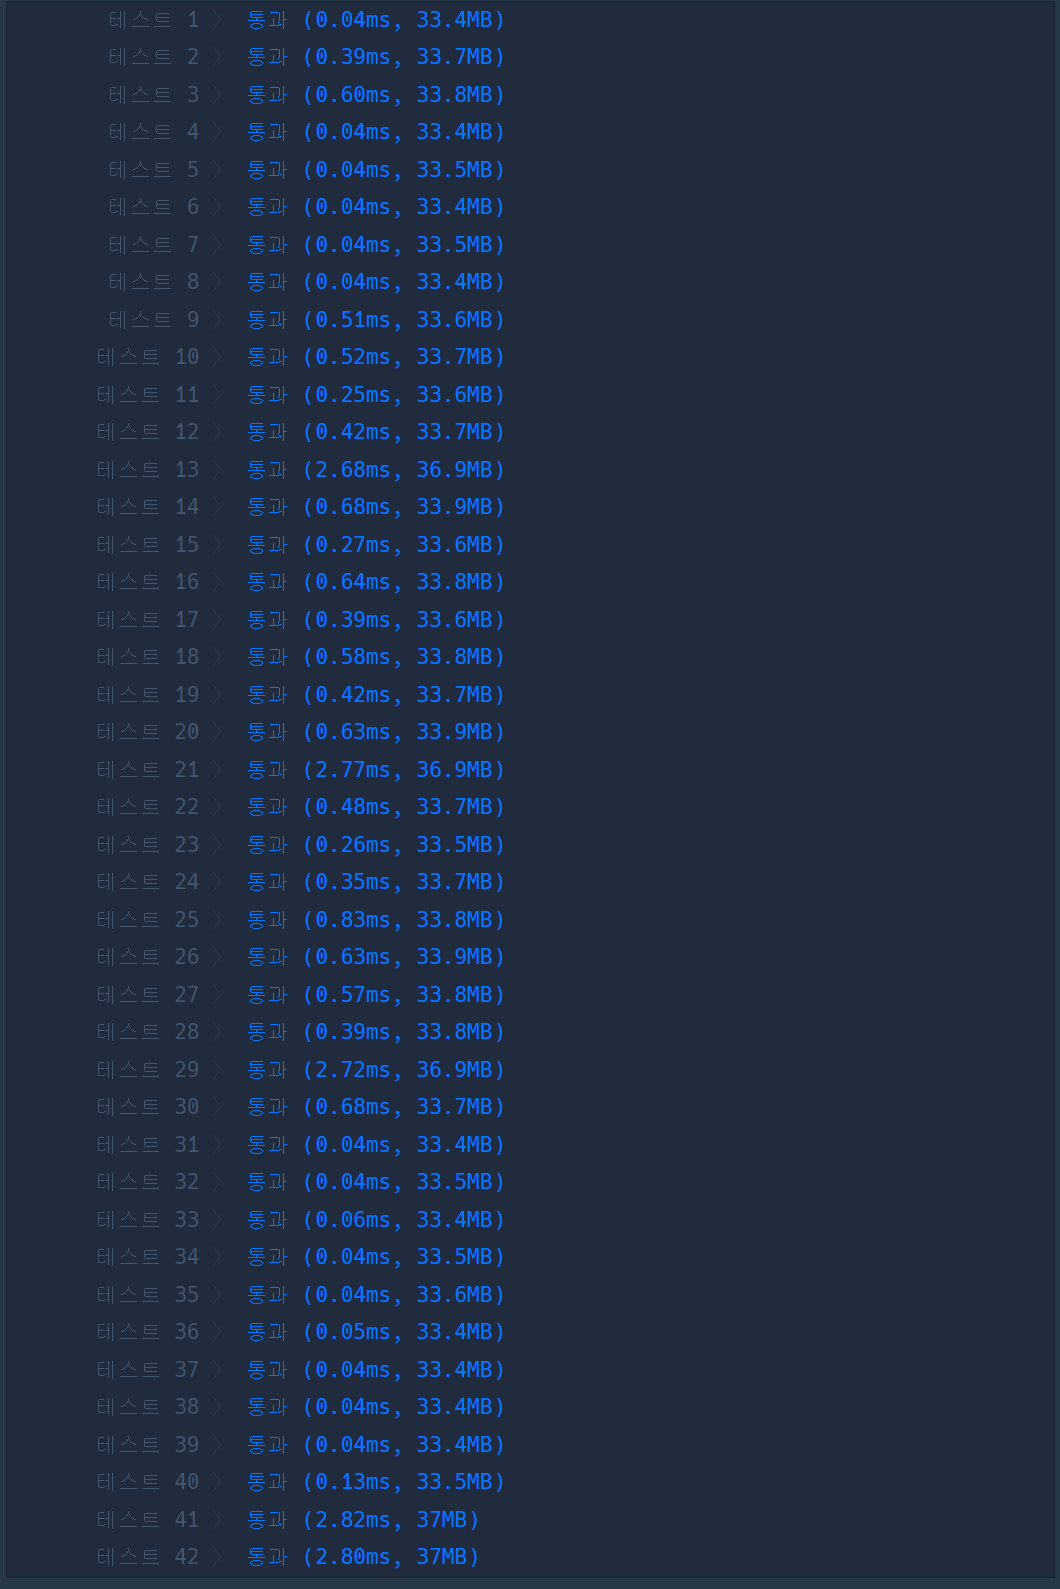 테스트 1 〉 통과 (0.04ms, 33.4MB)
테스트 2 〉 통과 (0.39ms, 33.7MB)
테스트 3 〉 통과 (0.60ms, 33.8MB)
테스트 4 〉 통과 (0.04ms, 33.4MB)
테스트 5 〉 통과 (0.04ms, 33.5MB)
테스트 6 〉 통과 (0.04ms, 33.4MB)
테스트 7 〉 통과 (0.04ms, 33.5MB)
테스트 8 〉 통과 (0.04ms, 33.4MB)
테스트 9 〉 통과 (0.51ms, 33.6MB)
테스트 10 〉 통과 (0.52ms, 33.7MB)
테스트 11 〉 통과 (0.25ms, 33.6MB)
테스트 12 〉 통과 (0.42ms, 33.7MB)
테스트 13 〉 통과 (2.68ms, 36.9MB)
테스트 14 〉 통과 (0.68ms, 33.9MB)
테스트 15 〉 통과 (0.27ms, 33.6MB)
테스트 16 〉 통과 (0.64ms, 33.8MB)
테스트 17 〉 통과 (0.39ms, 33.6MB)
테스트 18 〉 통과 (0.58ms, 33.8MB)
테스트 19 〉 통과 (0.42ms, 33.7MB)
테스트 20 〉 통과 (0.63ms, 33.9MB)
테스트 21 〉 통과 (2.77ms, 36.9MB)
테스트 22 〉 통과 (0.48ms, 33.7MB)
테스트 23 〉 통과 (0.26ms, 33.5MB)
테스트 24 〉 통과 (0.35ms, 33.7MB)
테스트 25 〉 통과 (0.83ms, 33.8MB)
테스트 26 〉 통과 (0.63ms, 33.9MB)
테스트 27 〉 통과 (0.57ms, 33.8MB)
테스트 28 〉 통과 (0.39ms, 33.8MB)
테스트 29 〉 통과 (2.72ms, 36.9MB)
테스트 30 〉 통과 (0.68ms, 33.7MB)
테스트 31 〉 통과 (0.04ms, 33.4MB)
테스트 32 〉 통과 (0.04ms, 33.5MB)
테스트 33 〉 통과 (0.06ms, 33.4MB)
테스트 34 〉 통과 (0.04ms, 33.5MB)
테스트 35 〉 통과 (0.04ms, 33.6MB)
테스트 36 〉 통과 (0.05ms, 33.4MB)
테스트 37 〉 통과 (0.04ms, 33.4MB)
테스트 38 〉 통과 (0.04ms, 33.4MB)
테스트 39 〉 통과 (0.04ms, 33.4MB)
테스트 40 〉 통과 (0.13ms, 33.5MB)
테스트 41 〉 통과 (2.82ms, 37MB)
테스트 42 〉 통과 (2.80ms, 37MB)